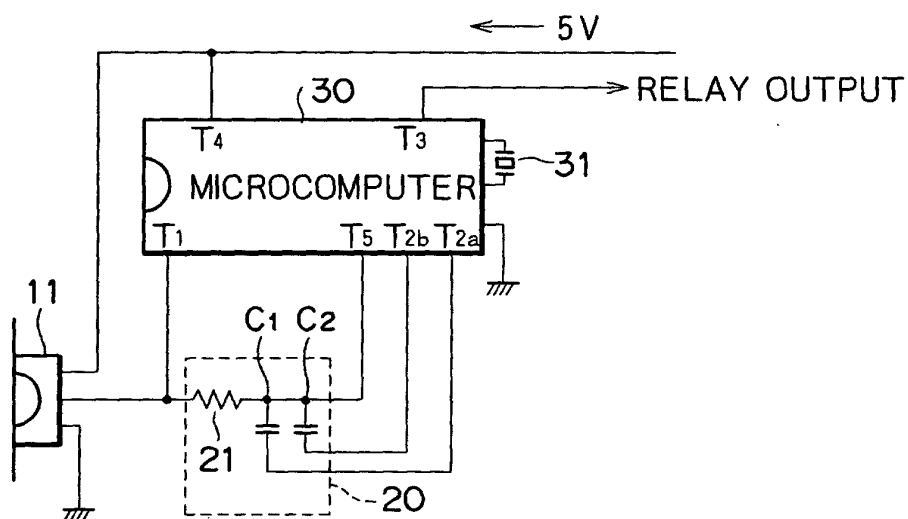 5V
RELAY OUTPUT
30
T4
T3
31
MICROCOMPUTER
T1
T5
T2b
T2a
11
C1
C2
21
20